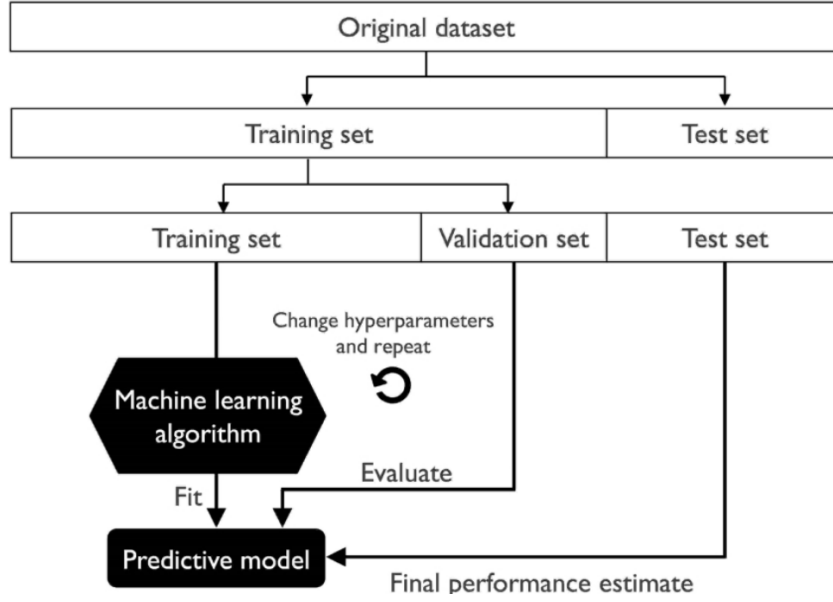 Original dataset
Training set
Test set
Training set
Validation set
Test set
Change hyperparameters
and repeat
Machine learning
algorithm
Evaluate
Fit
Predictive model
Final performance estimate